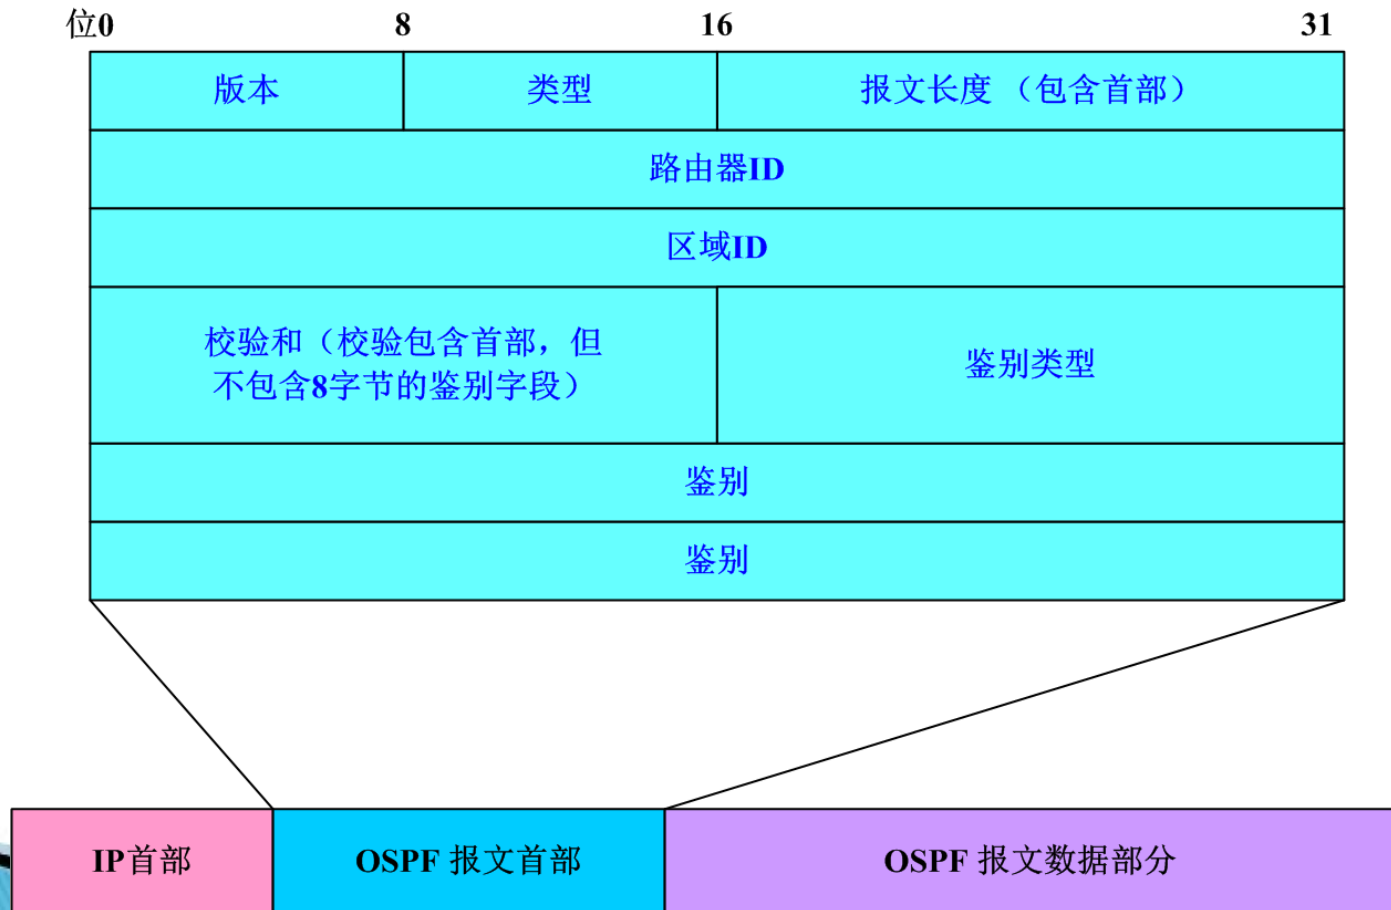 位0 8 16 31
版本 类型 报文长度 （包含首部）
路由器ID
区域ID
校验和（校验包含首部，但
不包含8字节的鉴别字段）
鉴别类型
鉴别
鉴别
IP首部 OSPF 报文首部 OSPF 报文数据部分